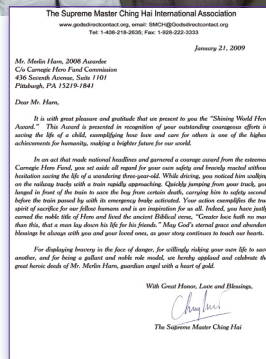 The Supreme Master Ching Hai International Association
www.godsdirectcontact.org, email: SMCH@Godsdirectcontact.org
Tel: 1-408-218-2635; Fax: 1-928-222-3333
January 21, 2009
Mr. Merlin Ham, 2008 Awardee
C/o Carnegie Hero Fund Commission
436 Seventh Avenue, Suite 1101
Pittsburgh, PA 15219-1841
Dear Mr. Ham,
It is with great pleasure and gratitude that we present to you the "Shining World Hero
Award." This Award is presented in recognition of your outstanding courageous efforts in
saving the life of a child, exemplifying how love and care for others is one of the highest
achievements for humanity, making a brighter future for our world.
In an act that made national headlines and garnered a courage award from the esteemed
Carnegie Hero Fund, you set aside all regard for your own safety and bravely reacted without
hesitation saving the life of a wandering three-year-old. While driving, you noticed him walking
on the railway tracks with a train rapidly approaching. Quickly jumping from your truck, you
lunged in front of the train to save the boy from certain death, carrying him to safety seconds
before the train passed by with its emergency brake activated. Your action exemplifies the true
spirit of sacrifice for our fellow humans and is an inspiration for us all. Indeed, you have justly
earned the noble title of Hero and lived the ancient Biblical verse, "Greater love hath no man
than this, that a man lay down his life for his friends." May God's eternal grace and abundant
blessings be always with you and your loved ones, as your story continues to touch our hearts.
For displaying bravery in the face of danger, for willingly risking your own life to save
another, and for being a gallant and noble role model, we hereby applaud and celebrate the
great heroic deeds of Mr. Merlin Ham, guardian angel with a heart of gold.
With Great Honor, Love and Blessings,
The Supreme Master Ching Hai